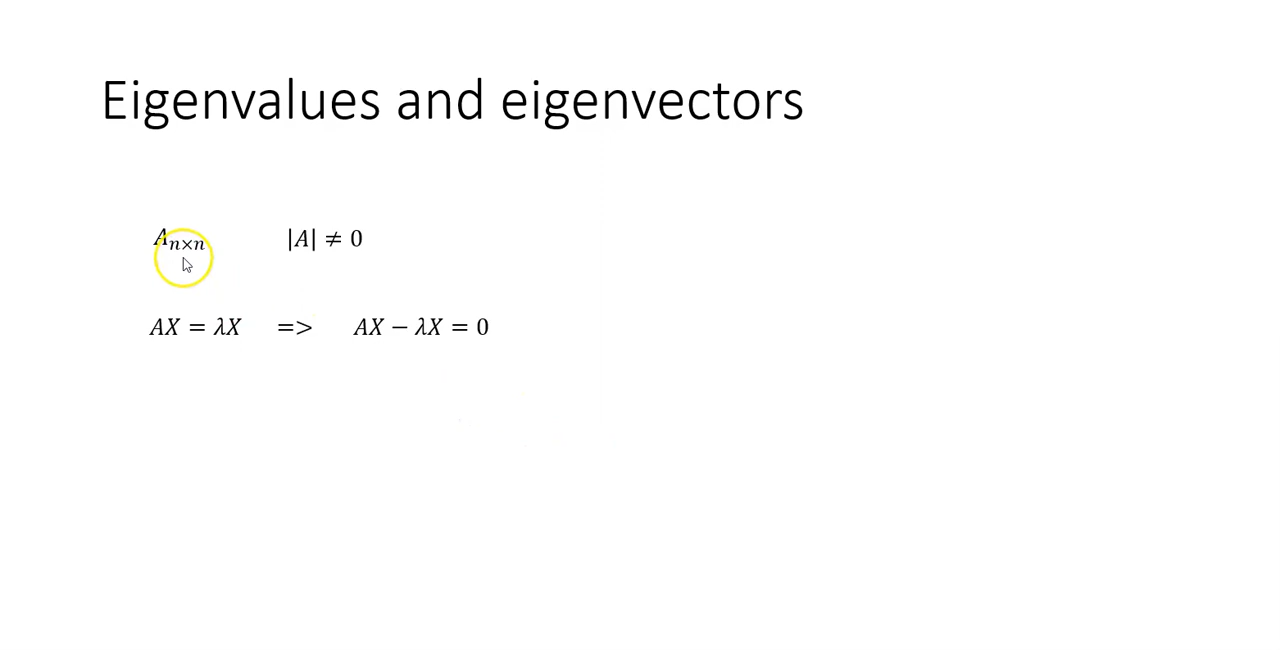 Eigenvalues and eigenvectors
A_{n×n} |A| ≠ 0
AX = λX => AX − λX = 0